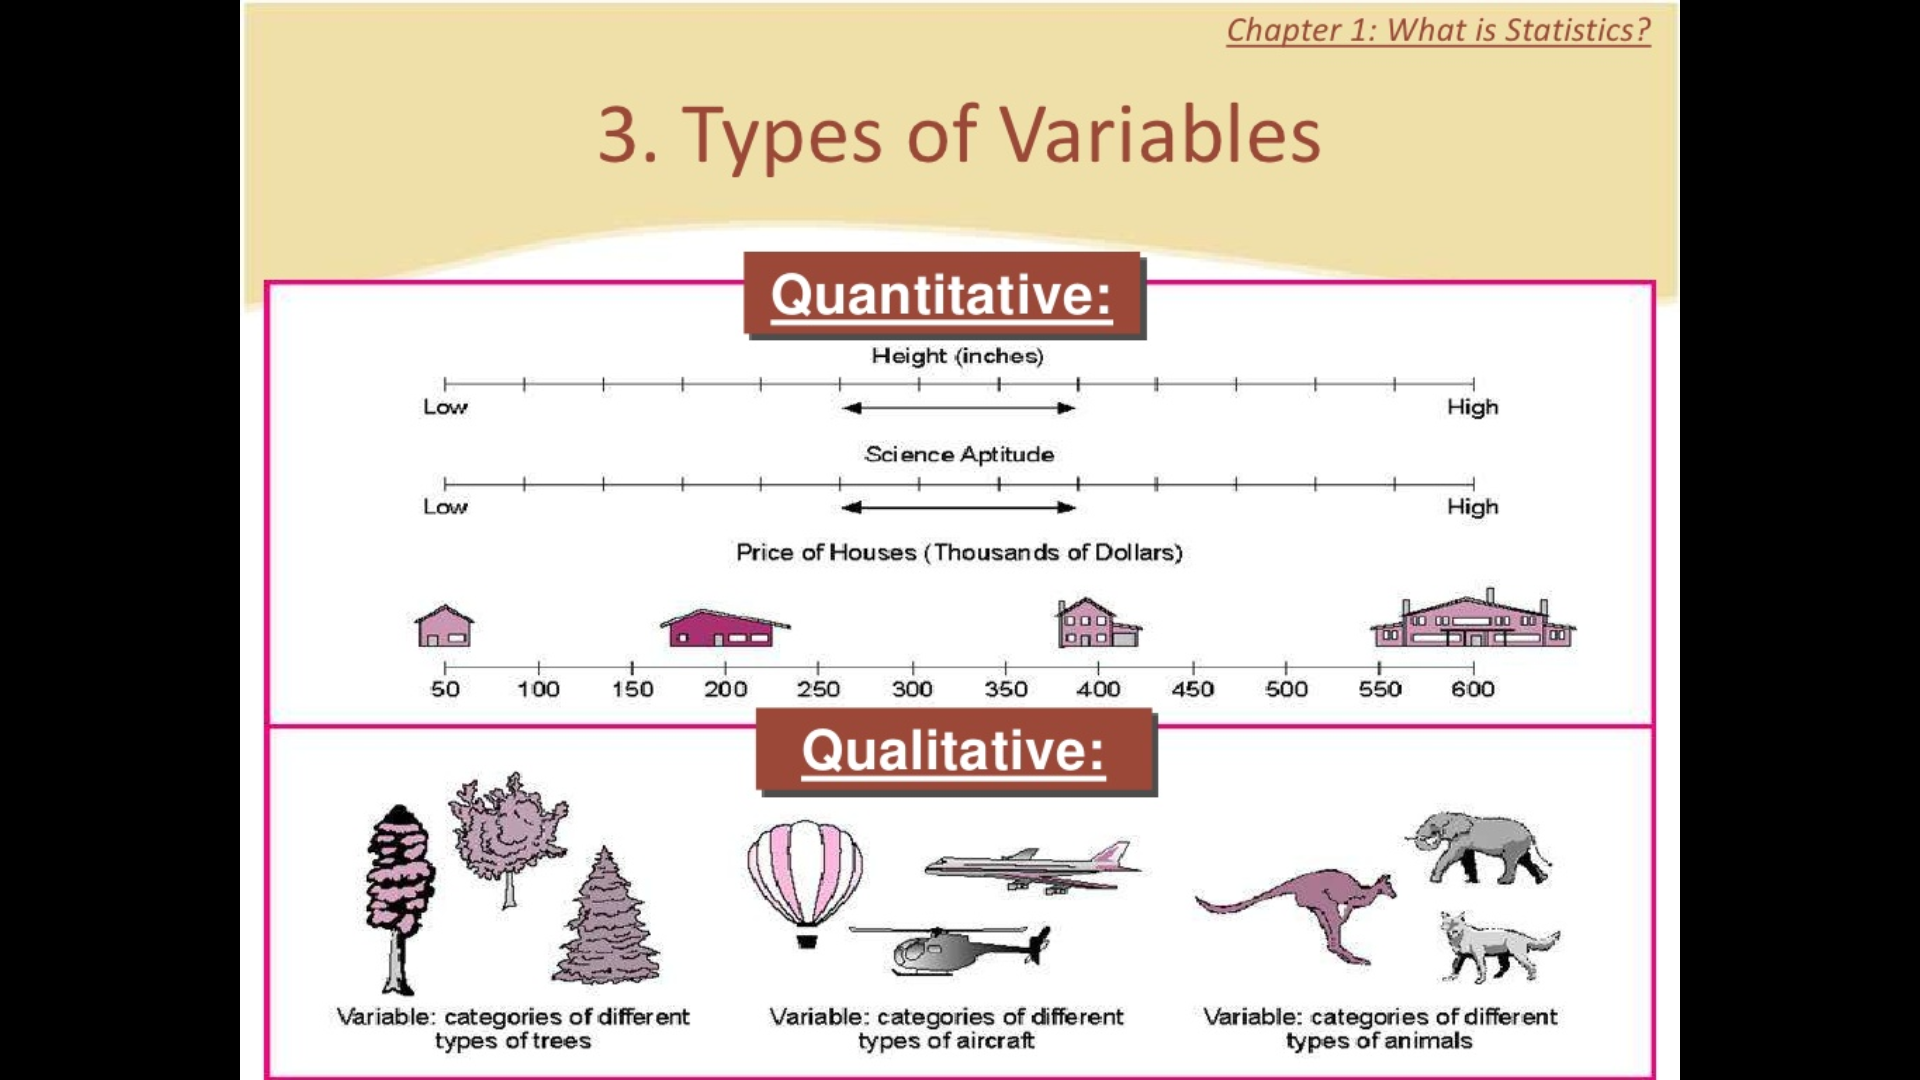 Chapter 1: What is Statistics?
3. Types of Variables
Quantitative:
Height (inches)
Low High
Science Aptitude
Low High
Price of Houses (Thousands of Dollars)
50 100 150 200 250 300 350 400 450 500 550 600
Qualitative:
Variable: categories of different
types of trees
Variable: categories of different
types of aircraft
Variable: categories of different
types of animals